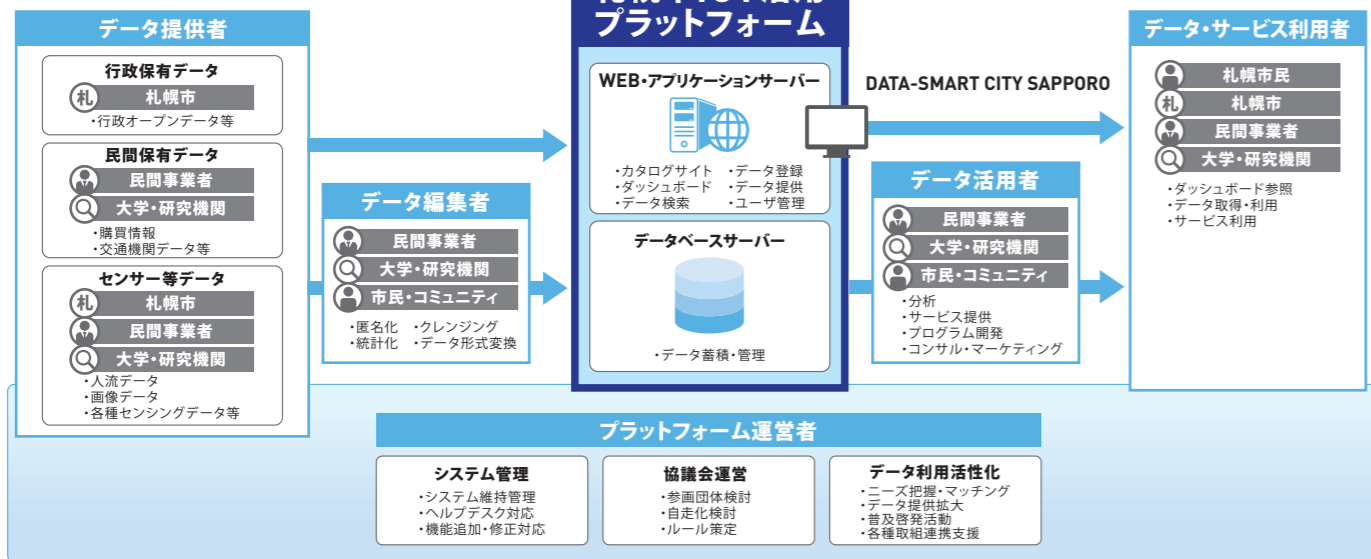 データ提供者
行政保有データ
札 札幌市
・行政オープンデータ等
民間保有データ
民間事業者
大学・研究機関
・購買情報
・交通機関データ等
センサー等データ
札 札幌市
民間事業者
大学・研究機関
・人流データ
・画像データ
・各種センシングデータ等
データ編集者
民間事業者
大学・研究機関
市民・コミュニティ
・匿名化 ・クレンジング
・統計化 ・データ形式変換
プラットフォーム
WEB・アプリケーションサーバー
・カタログサイト ・データ登録
・ダッシュボード ・データ提供
・データ検索 ・ユーザ管理
データベースサーバー
・データ蓄積・管理
DATA-SMART CITY SAPPORO
データ活用者
民間事業者
大学・研究機関
市民・コミュニティ
・分析
・サービス提供
・プログラム開発
・コンサル・マーケティング
データ・サービス利用者
札幌市民
札 札幌市
民間事業者
大学・研究機関
・ダッシュボード参照
・データ取得・利用
・サービス利用
プラットフォーム運営者
システム管理
・システム維持管理
・ヘルプデスク対応
・機能追加・修正対応
協議会運営
・参画団体検討
・自走化検討
・ルール策定
データ利用活性化
・ニーズ把握・マッチング
・データ提供拡大
・普及啓発活動
・各種取組連携支援